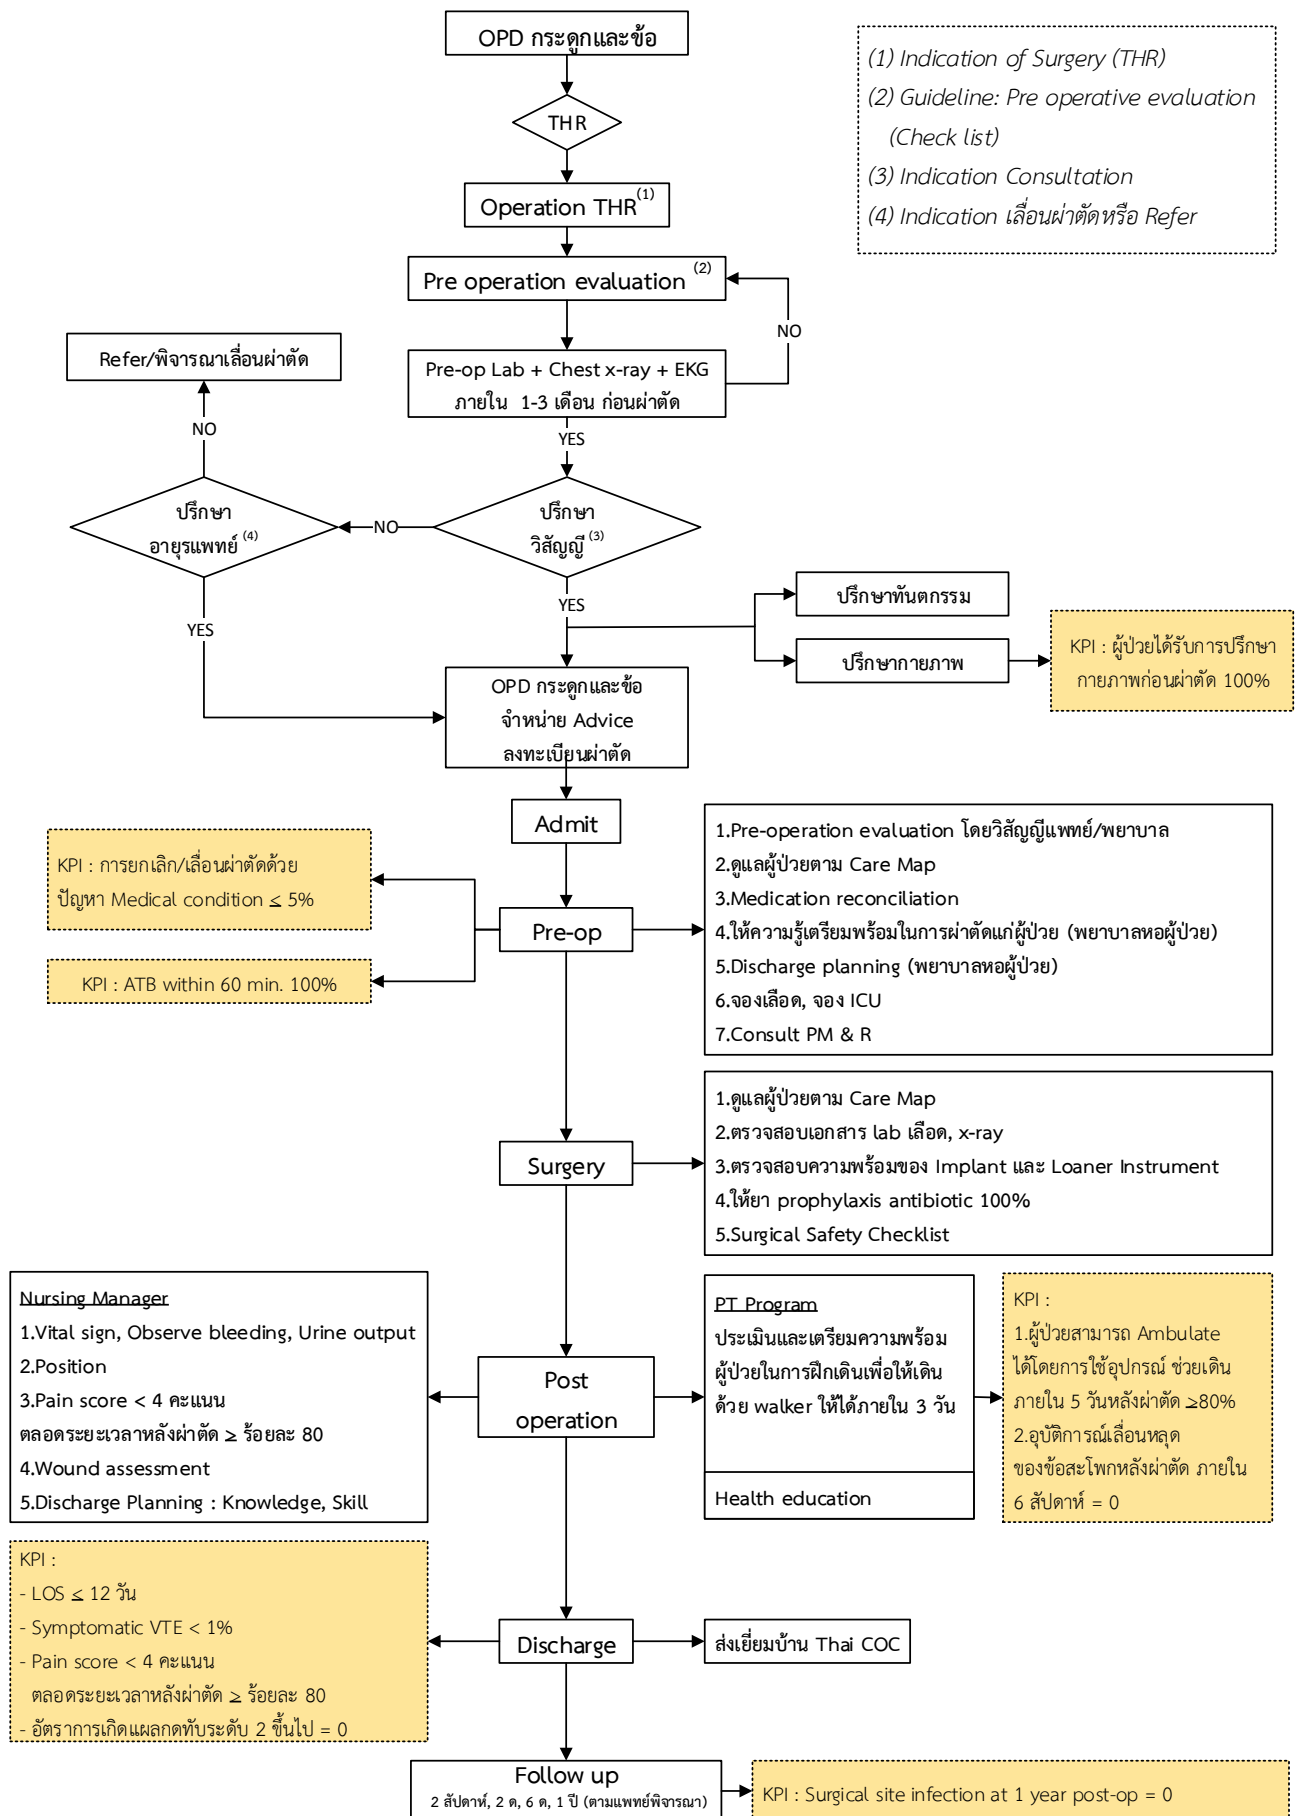 OPD กระดูกและข้อ
(1) Indication of Surgery (THR)
(2) Guideline: Pre operative evaluation
(Check list)
(3) Indication Consultation
(4) Indication เลื่อนผ่าตัดหรือ Refer
THR
Operation THR(1)
Pre operation evaluation (2)
NO
Refer/พิจารณาเลื่อนผ่าตัด
Pre-op Lab + Chest x-ray + EKG
ภายใน 1-3 เดือน ก่อนผ่าตัด
NO
YES
ปรึกษา
อายุรแพทย์ (4)
NO
ปรึกษา
วิสัญญี (3)
YES
YES
ปรึกษาทันตกรรม
ปรึกษากายภาพ
KPI : ผู้ป่วยได้รับการปรึกษา
กายภาพก่อนผ่าตัด 100%
OPD กระดูกและข้อ
จำหน่าย Advice
ลงทะเบียนผ่าตัด
Admit
KPI : การยกเลิก/เลื่อนผ่าตัดด้วย
ปัญหา Medical condition ≤ 5%
Pre-op
KPI : ATB within 60 min. 100%
1.Pre-operation evaluation โดยวิสัญญีแพทย์/พยาบาล
2.ดูแลผู้ป่วยตาม Care Map
3.Medication reconciliation
4.ให้ความรู้เตรียมพร้อมในการผ่าตัดแก่ผู้ป่วย (พยาบาลหอผู้ป่วย)
5.Discharge planning (พยาบาลหอผู้ป่วย)
6.จองเลือด, จอง ICU
7.Consult PM & R
Surgery
1.ดูแลผู้ป่วยตาม Care Map
2.ตรวจสอบเอกสาร lab เลือด, x-ray
3.ตรวจสอบความพร้อมของ Implant และ Loaner Instrument
4.ให้ยา prophylaxis antibiotic 100%
5.Surgical Safety Checklist
Nursing Manager
1.Vital sign, Observe bleeding, Urine output
2.Position
3.Pain score < 4 คะแนน
ตลอดระยะเวลาหลังผ่าตัด ≥ ร้อยละ 80
4.Wound assessment
5.Discharge Planning : Knowledge, Skill
Post
operation
PT Program
ประเมินและเตรียมความพร้อม
ผู้ป่วยในการฝึกเดินเพื่อให้เดิน
ด้วย walker ให้ได้ภายใน 3 วัน
Health education
KPI :
1.ผู้ป่วยสามารถ Ambulate
ได้โดยการใช้อุปกรณ์ ช่วยเดิน
ภายใน 5 วันหลังผ่าตัด ≥80%
2.อุบัติการณ์เลื่อนหลุด
ของข้อสะโพกหลังผ่าตัด ภายใน
6 สัปดาห์ = 0
KPI :
- LOS ≤ 12 วัน
- Symptomatic VTE < 1%
- Pain score < 4 คะแนน
ตลอดระยะเวลาหลังผ่าตัด ≥ ร้อยละ 80
- อัตราการเกิดแผลกดทับระดับ 2 ขึ้นไป = 0
Discharge
ส่งเยี่ยมบ้าน Thai COC
Follow up
2 สัปดาห์, 2 ด, 6 ด, 1 ปี (ตามแพทย์พิจารณา)
KPI : Surgical site infection at 1 year post-op = 0